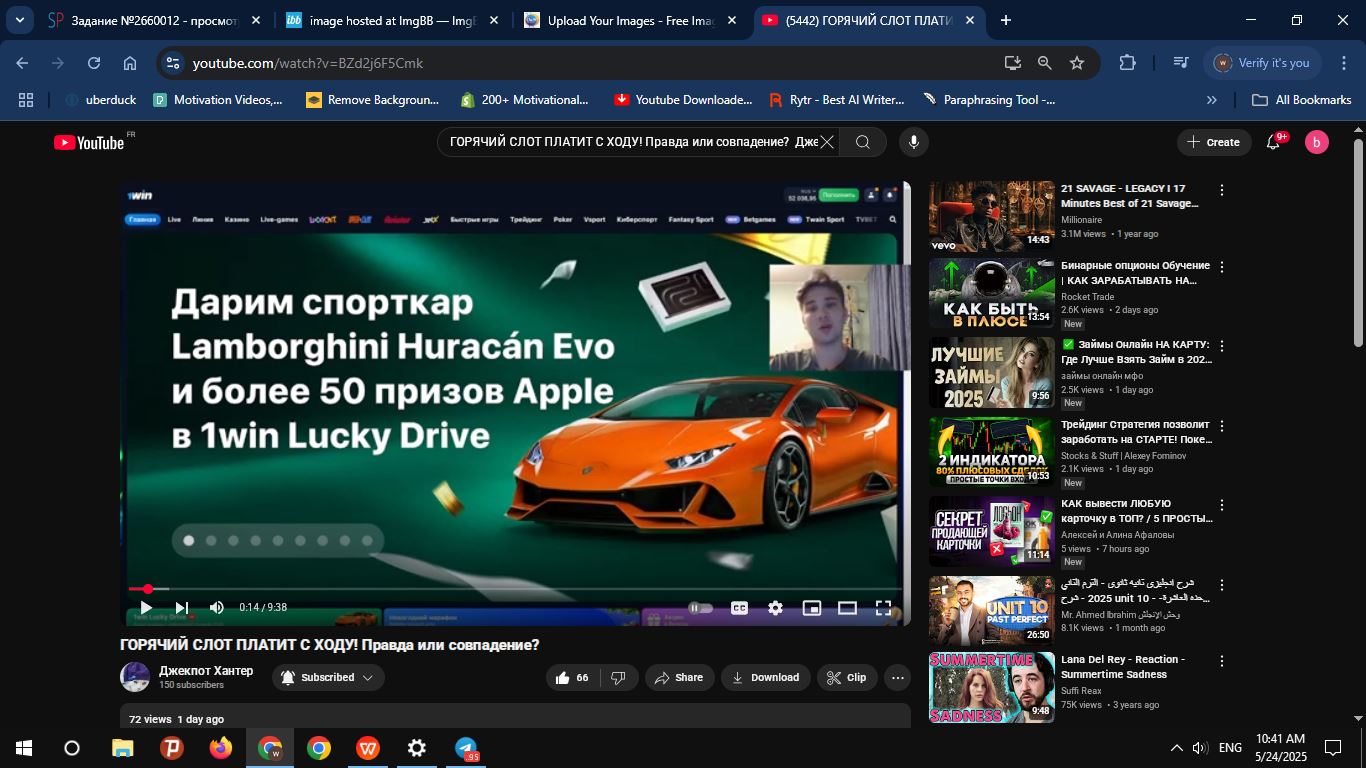 Задание №2660012 - просмот
image hosted at ImgBB — ImgB
Upload Your Images - Free Imag
(5442) ГОРЯЧИЙ СЛОТ ПЛАТИТ
youtube.com/watch?v=BZd2j6F5Cmk
Verify it's you
uberduck
Motivation Videos,...
Remove Backgroun...
200+ Motivational...
Youtube Downloade...
Rytr - Best AI Writer...
Paraphrasing Tool -...
All Bookmarks
YouTube FR
ГОРЯЧИЙ СЛОТ ПЛАТИТ С ХОДУ! Правда или совпадение? Дже
Create
9+
b
1win
Пополнить
Главная Live Линия Казино Live-games Быстрые игры Трейдинг Poker Vsport Киберспорт Fantasy Sport Betgames Twain Sport TVBET
Дарим спорткар
Lamborghini Huracán Evo
и более 50 призов Apple
в 1win Lucky Drive
0:14 / 9:38
ГОРЯЧИЙ СЛОТ ПЛАТИТ С ХОДУ! Правда или совпадение?
Джекпот Хантер
150 subscribers
Subscribed
66
Share
Download
Clip
72 views 1 day ago
vevo
14:43
21 SAVAGE - LEGACY I 17
Minutes Best of 21 Savage...
Millionaire
3.1M views • 1 year ago
КАК БЫТЬ
В ПЛЮСЕ
13:54
Бинарные опционы Обучение
| КАК ЗАРАБАТЫВАТЬ НА...
Rocket Trade
2.6K views • 2 days ago
New
ЛУЧШИЕ
ЗАЙМЫ
2025
9:56
✅ Займы Онлайн НА КАРТУ:
Где Лучше Взять Займ в 202...
займы онлайн мфо
2.5K views • 1 day ago
New
2 ИНДИКАТОРА
80% ПЛЮСОВЫХ СДЕЛОК
ПРОСТЫЕ ТОЧКИ ВХОД
10:53
Трейдинг Стратегия позволит
заработать на СТАРТЕ! Поке...
Stocks & Stuff | Alexey Fominov
2.1K views • 1 day ago
New
СЕКРЕТ
ПРОДАЮЩЕЙ
КАРТОЧКИ
11:14
КАК вывести ЛЮБУЮ
карточку в ТОП? / 5 ПРОСТЫ...
Алексей и Алина Афаловы
5 views • 7 hours ago
New
UNIT 10
PAST PERFECT
26:50
شرح انجليزى تانيه ثانوى - الترم التاني
...وحده العاشرة- - 2025 unit 10 - شرح
Mr. Ahmed Ibrahim وحش الإنجلش
8.1K views • 1 month ago
SUMMERTIME
SADNESS
9:48
Lana Del Rey - Reaction -
Summertime Sadness
Suffi Reax
75K views • 3 years ago
.95
ENG
10:41 AM
5/24/2025